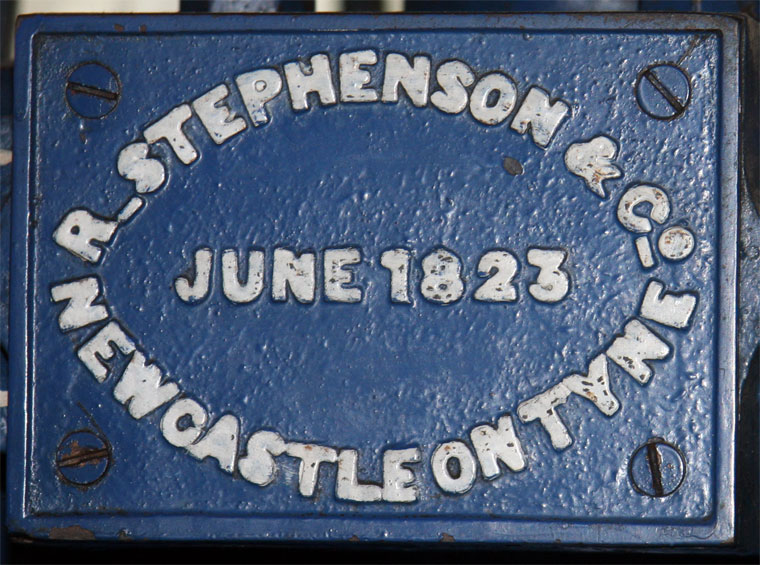 R. STEPHENSON & Co.
JUNE 1823
NEWCASTLE ON TYNE